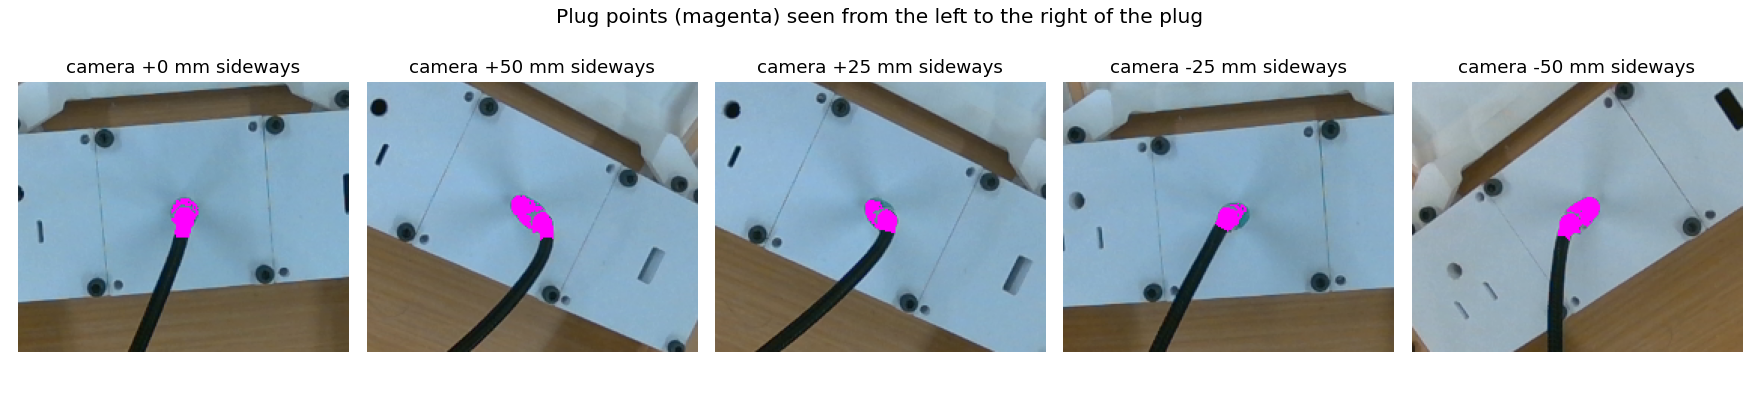 Plug points (magenta) seen from the left to the right of the plug
camera +0 mm sideways
camera +50 mm sideways
camera +25 mm sideways
camera -25 mm sideways
camera -50 mm sideways